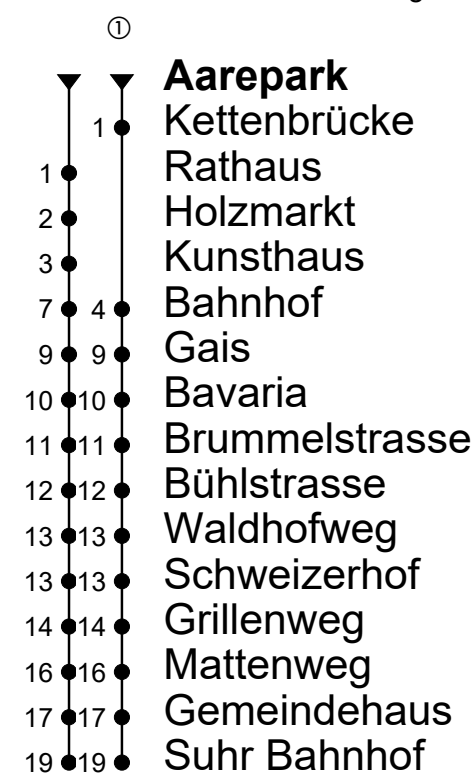 ①
Aarepark
1 Kettenbrücke
1 Rathaus
2 Holzmarkt
3 Kunsthaus
7 4 Bahnhof
9 9 Gais
10 10 Bavaria
11 11 Brummelstrasse
12 12 Bühlstrasse
13 13 Waldhofweg
13 13 Schweizerhof
14 14 Grillenweg
16 16 Mattenweg
17 17 Gemeindehaus
19 19 Suhr Bahnhof